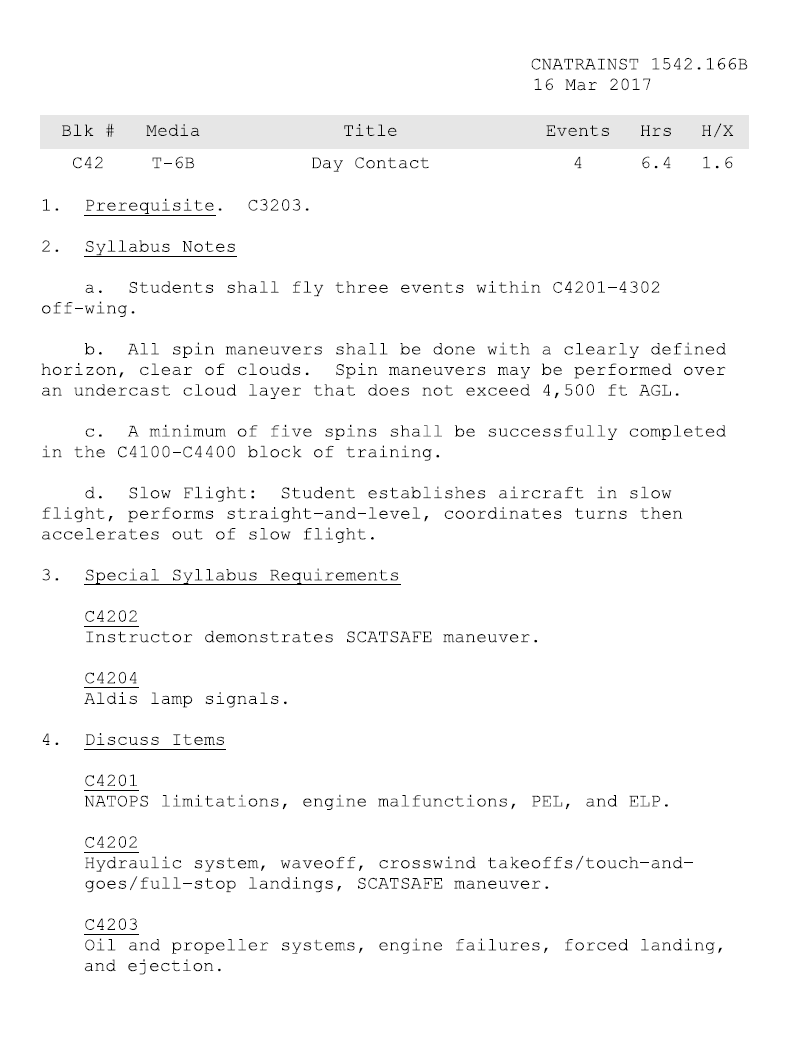 CNATRAINST 1542.166B
16 Mar 2017
Blk # Media Title Events Hrs H/X
C42 T-6B Day Contact 4 6.4 1.6
1. Prerequisite. C3203.
2. Syllabus Notes
a. Students shall fly three events within C4201-4302
off-wing.
b. All spin maneuvers shall be done with a clearly defined
horizon, clear of clouds. Spin maneuvers may be performed over
an undercast cloud layer that does not exceed 4,500 ft AGL.
c. A minimum of five spins shall be successfully completed
in the C4100-C4400 block of training.
d. Slow Flight: Student establishes aircraft in slow
flight, performs straight-and-level, coordinates turns then
accelerates out of slow flight.
3. Special Syllabus Requirements
C4202
Instructor demonstrates SCATSAFE maneuver.
C4204
Aldis lamp signals.
4. Discuss Items
C4201
NATOPS limitations, engine malfunctions, PEL, and ELP.
C4202
Hydraulic system, waveoff, crosswind takeoffs/touch-and-
goes/full-stop landings, SCATSAFE maneuver.
C4203
Oil and propeller systems, engine failures, forced landing,
and ejection.